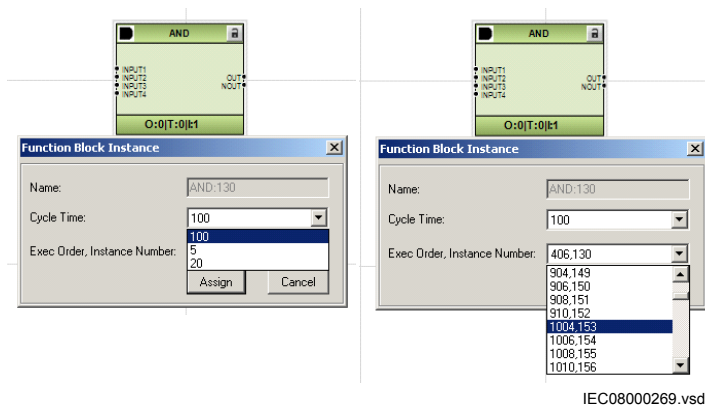 AND
INPUT1
INPUT2
INPUT3
INPUT4
OUT
NOUT
O:0|T:0|I:1
Function Block Instance
Name:
AND:130
Cycle Time:
100
100
5
20
Exec Order, Instance Number:
Assign
Cancel
AND
INPUT1
INPUT2
INPUT3
INPUT4
OUT
NOUT
O:0|T:0|I:1
Function Block Instance
Name:
AND:130
Cycle Time:
100
Exec Order, Instance Number:
406,130
904,149
906,150
908,151
910,152
1004,153
1006,154
1008,155
1010,156
IEC08000269.vsd